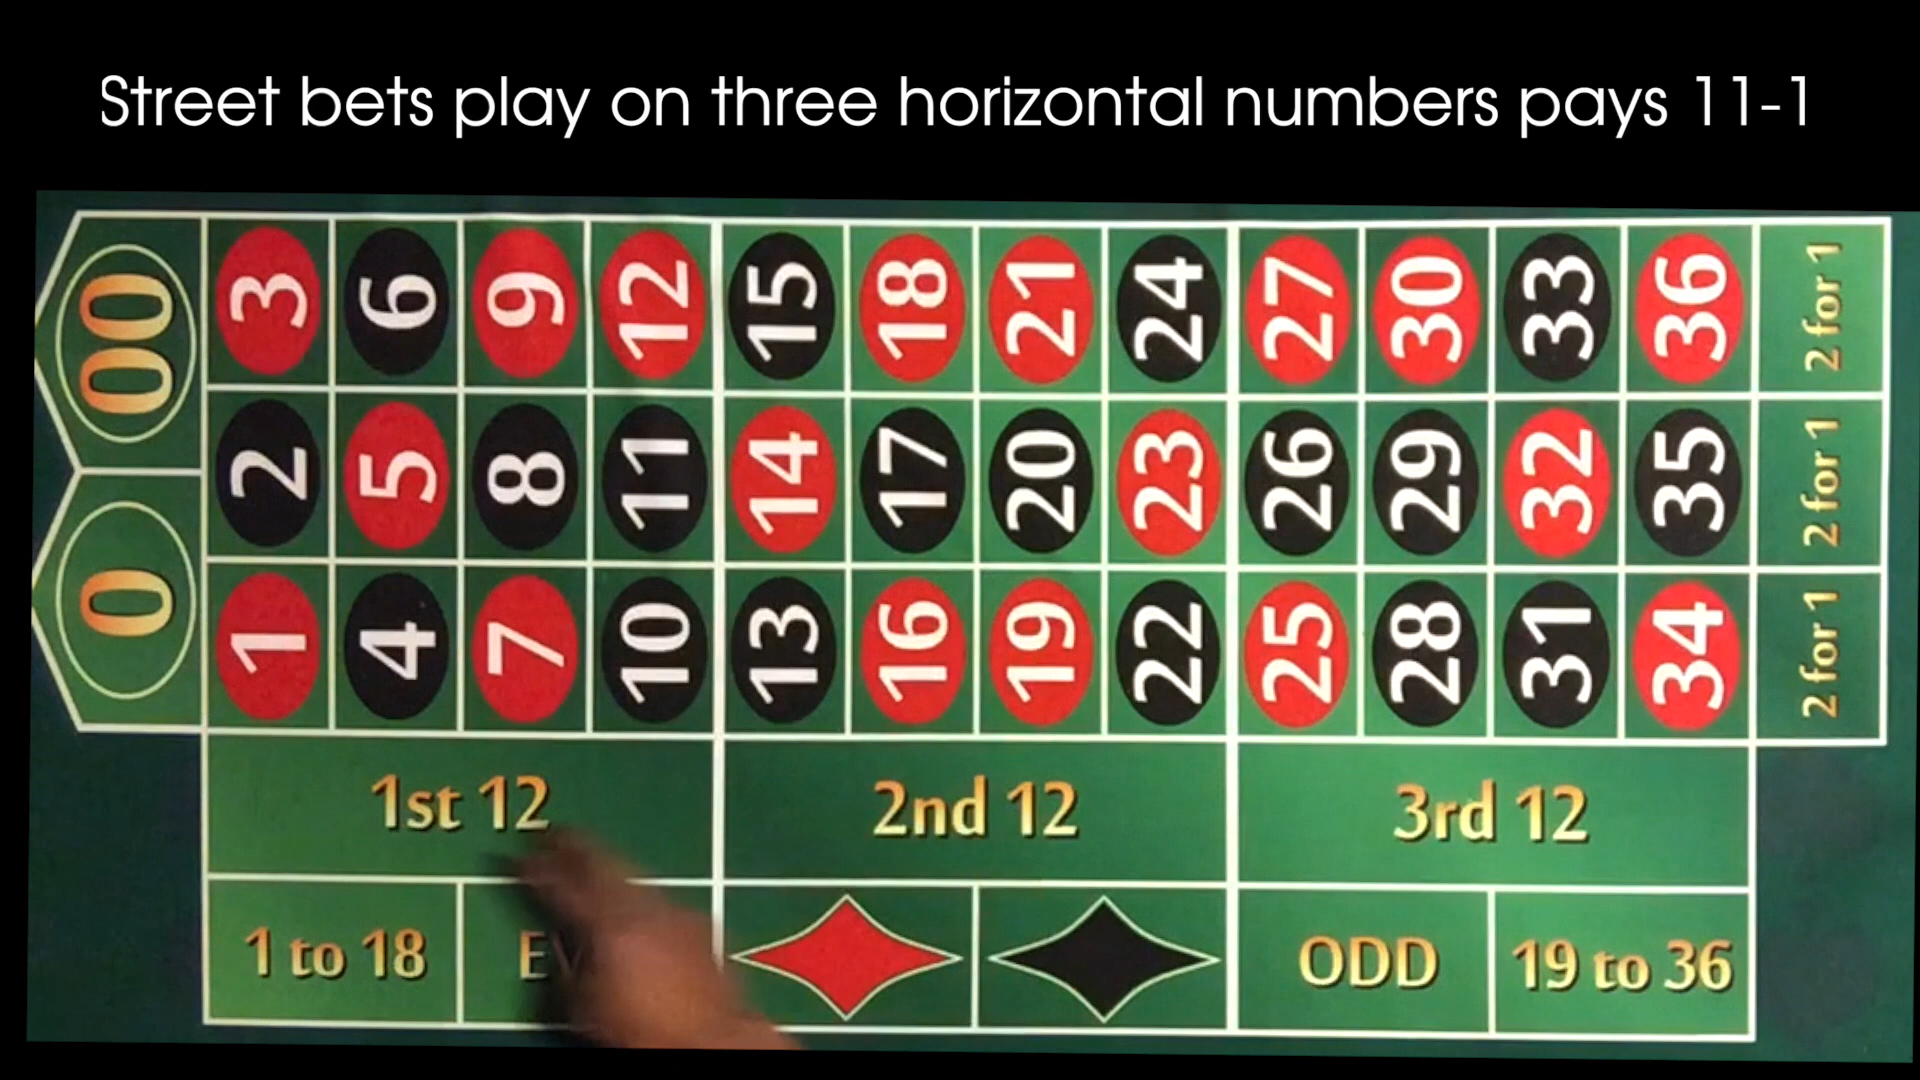 Street bets play on three horizontal numbers pays 11-1
00 3 6 9 12 15 18 21 24 27 30 33 36 2 for 1
0 2 5 8 11 14 17 20 23 26 29 32 35 2 for 1
1 4 7 10 13 16 19 22 25 28 31 34 2 for 1
1st 12 2nd 12 3rd 12
1 to 18 ODD 19 to 36